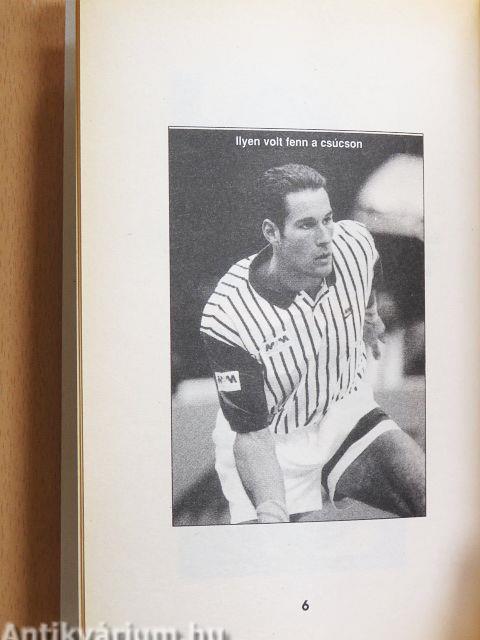 Ilyen volt fenn a csúcson
6
Antikvárium.hu